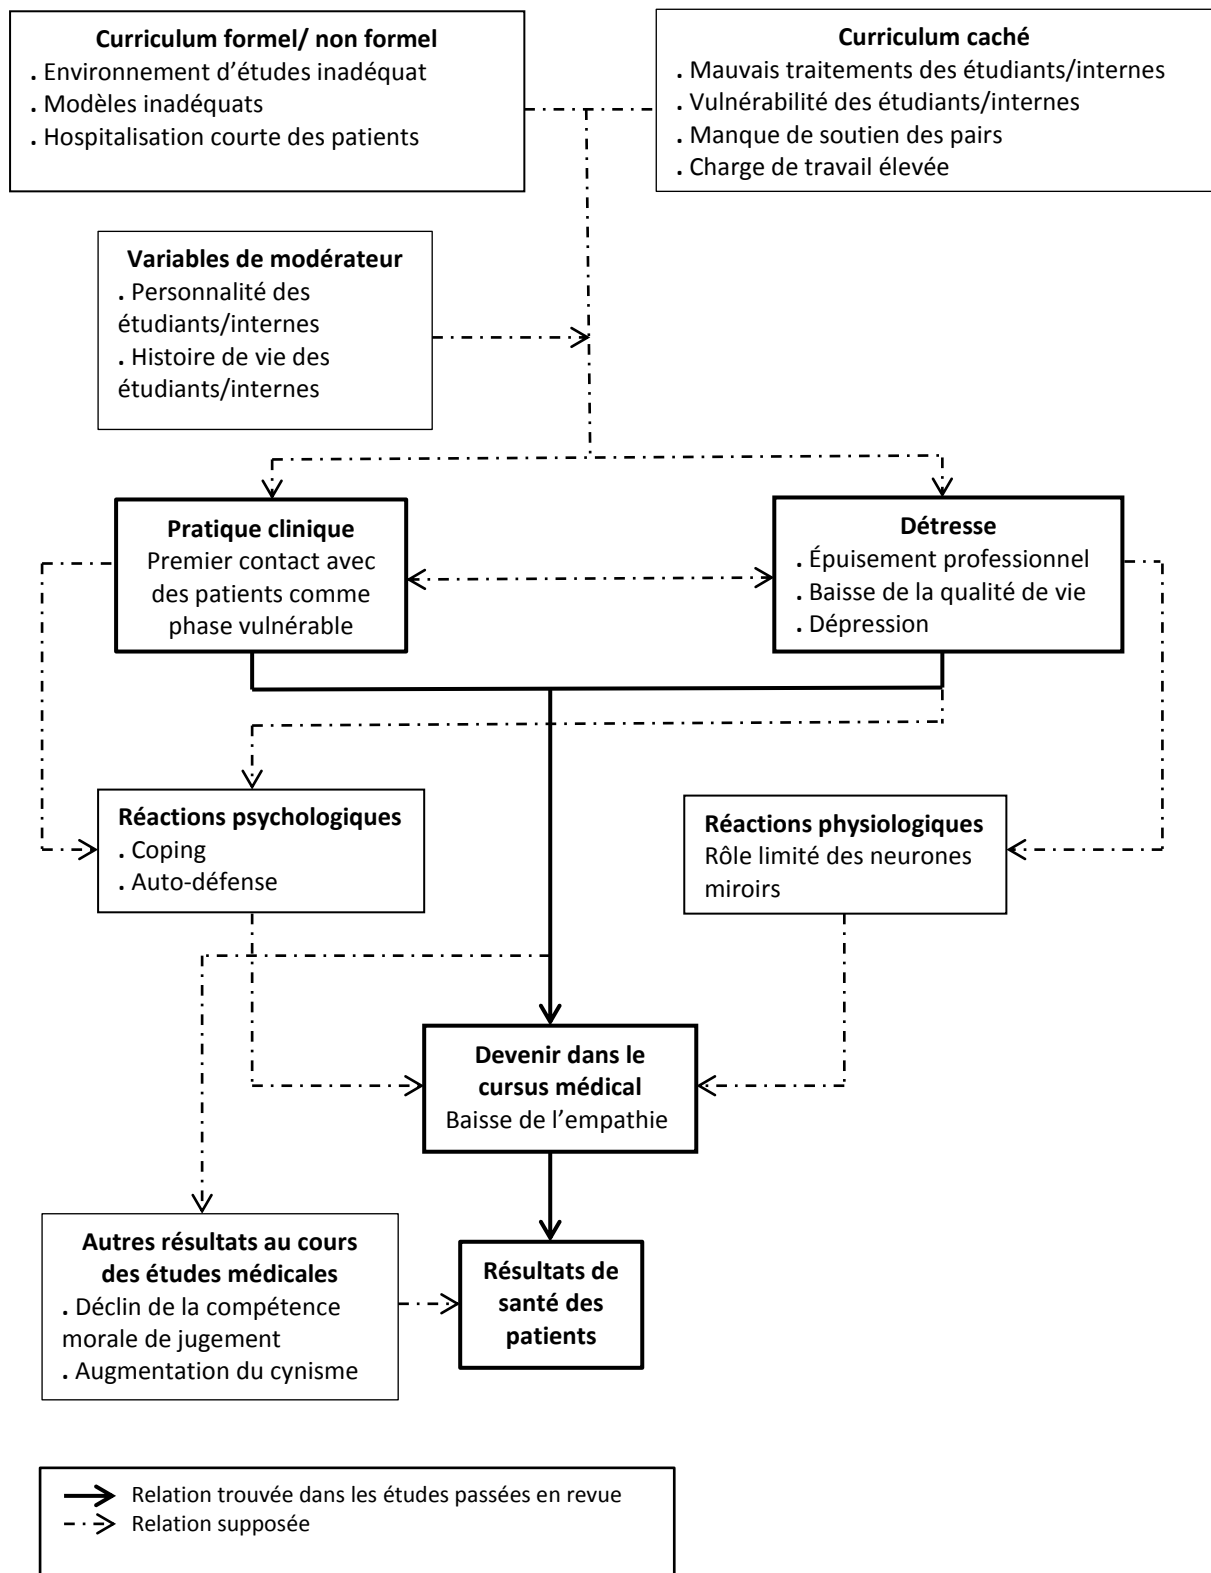 Curriculum formel/ non formel
. Environnement d'études inadéquat
. Modèles inadéquats
. Hospitalisation courte des patients
Curriculum caché
. Mauvais traitements des étudiants/internes
. Vulnérabilité des étudiants/internes
. Manque de soutien des pairs
. Charge de travail élevée
Variables de modérateur
. Personnalité des
étudiants/internes
. Histoire de vie des
étudiants/internes
Pratique clinique
Premier contact avec
des patients comme
phase vulnérable
Détresse
. Épuisement professionnel
. Baisse de la qualité de vie
. Dépression
Réactions psychologiques
. Coping
. Auto-défense
Réactions physiologiques
Rôle limité des neurones
miroirs
Devenir dans le
cursus médical
Baisse de l'empathie
Autres résultats au cours
des études médicales
. Déclin de la compétence
morale de jugement
. Augmentation du cynisme
Résultats de
santé des
patients
Relation trouvée dans les études passées en revue
Relation supposée